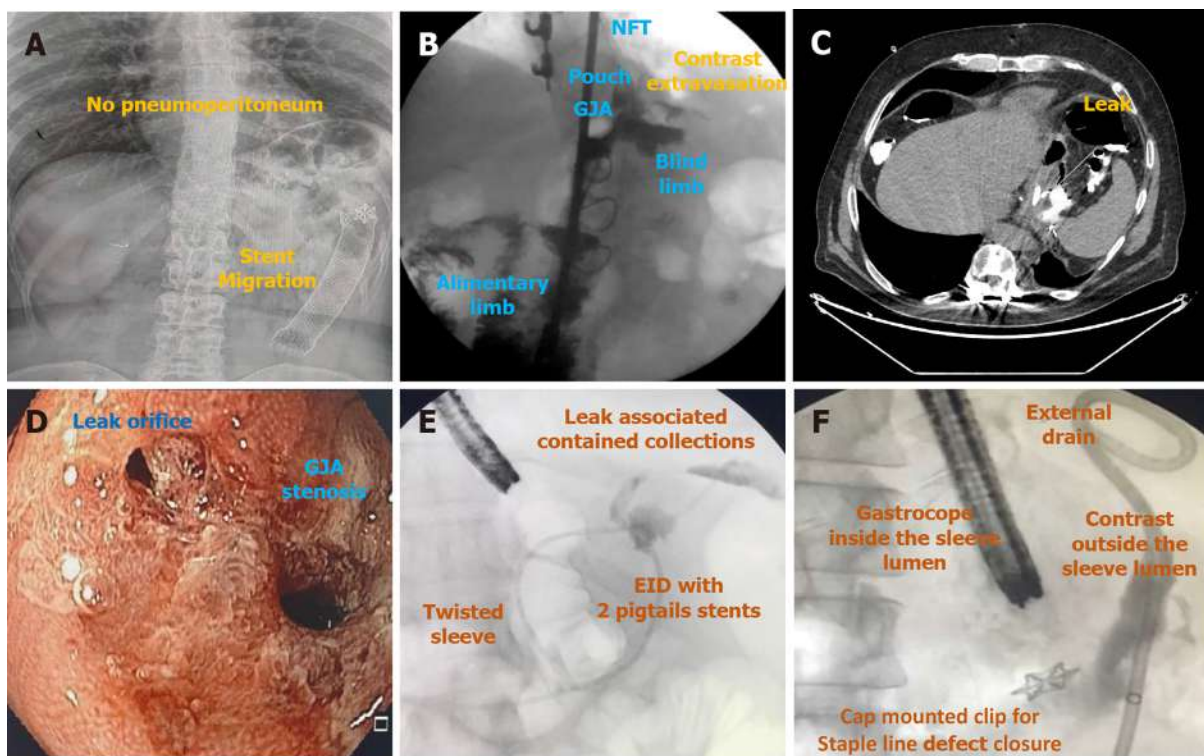 A
No pneumoperitoneum
Stent
Migration
B
NFT
Pouch
Contrast
extravasation
GJA
Blind
limb
Alimentary
limb
C
Leak
D
Leak orifice
GJA
stenosis
E
Leak associated
contained collections
EID with
2 pigtails stents
Twisted
sleeve
F
External
drain
Gastrocope
inside the sleeve
lumen
Contrast
outside the
sleeve lumen
Cap mounted clip for
Staple line defect closure